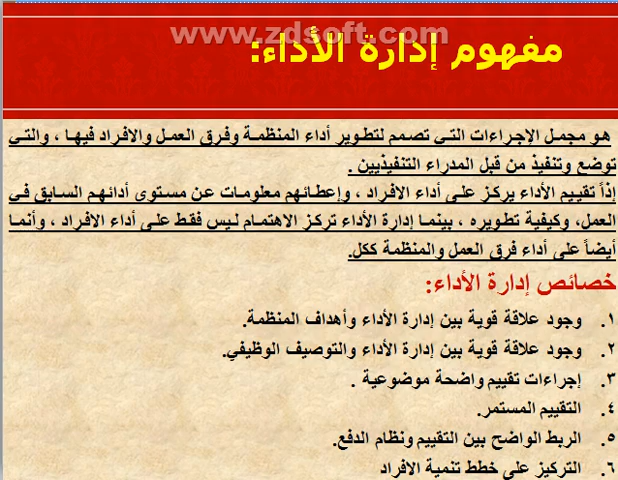 www.zdsoft.com
مفهوم إدارة الأداء:
هو مجمل الإجراءات التي تصمم لتطوير أداء المنظمة وفرق العمل والافراد فيها ، والتي
توضع وتنفيذ من قبل المدراء التنفيذيين .
إذاً تقييم الأداء يركز على أداء الافراد ، وإعطائهم معلومات عن مستوى أدائهم السابق في
العمل، وكيفية تطويره ، بينما إدارة الأداء تركز الاهتمام ليس فقط على أداء الافراد ، وأنما
أيضاً على أداء فرق العمل والمنظمة ككل.
خصائص إدارة الأداء:
١. وجود علاقة قوية بين إدارة الأداء وأهداف المنظمة.
٢. وجود علاقة قوية بين إدارة الأداء والتوصيف الوظيفي.
٣. إجراءات تقييم واضحة موضوعية .
٤. التقييم المستمر.
٥. الربط الواضح بين التقييم ونظام الدفع.
٦. التركيز على خطط تنمية الافراد